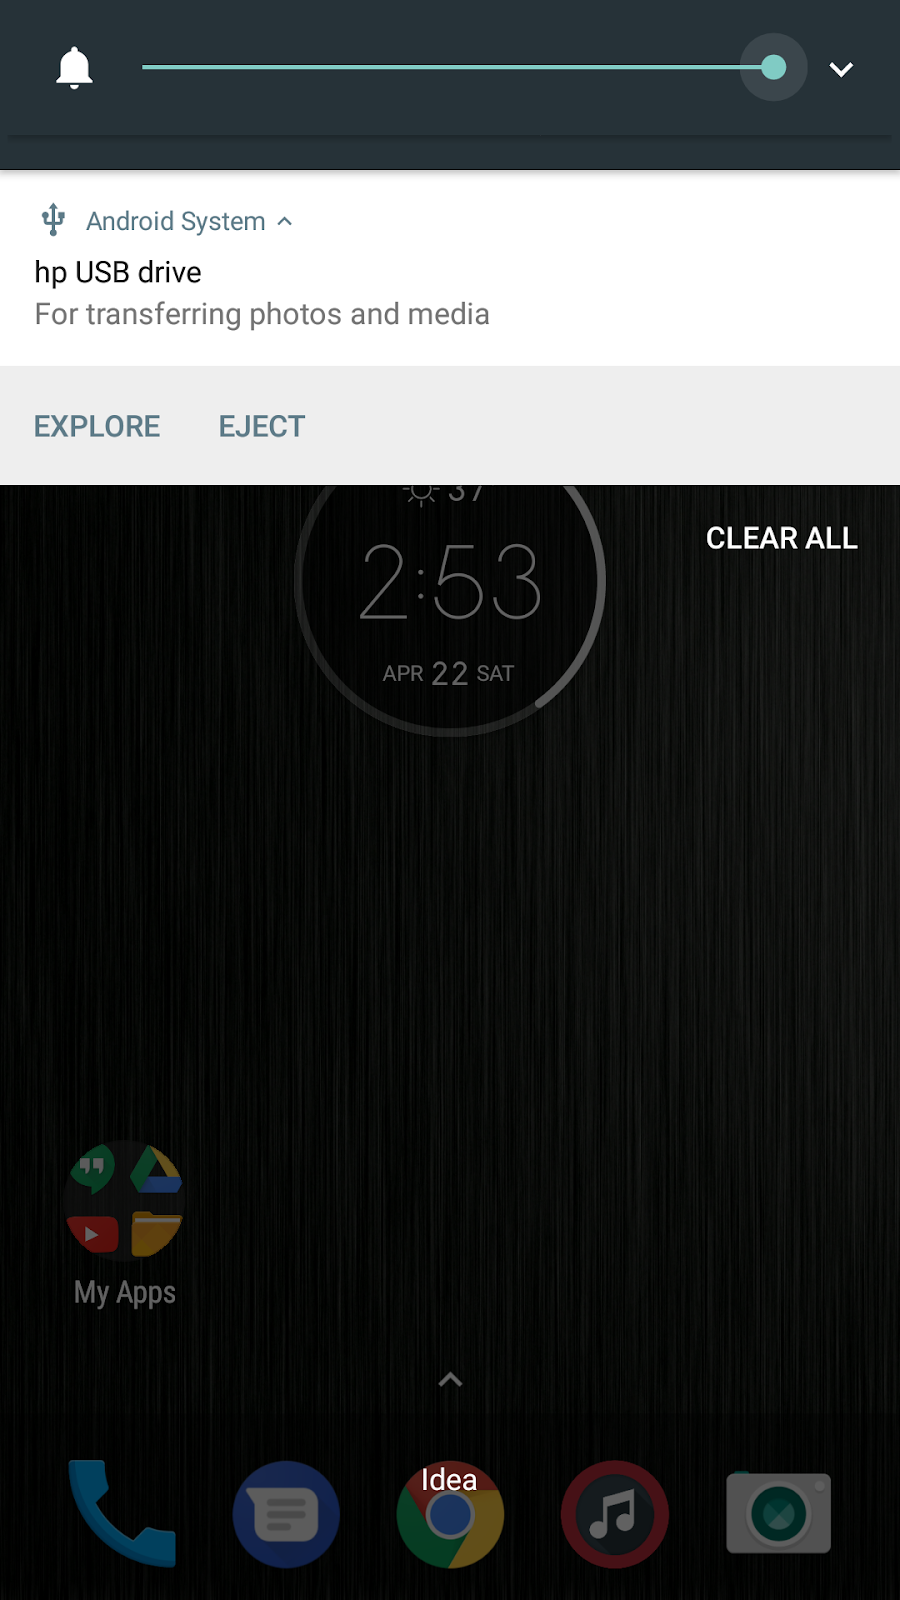 Android System
hp USB drive
For transferring photos and media
EXPLORE EJECT
37
CLEAR ALL
2:53
APR 22 SAT
My Apps
Idea